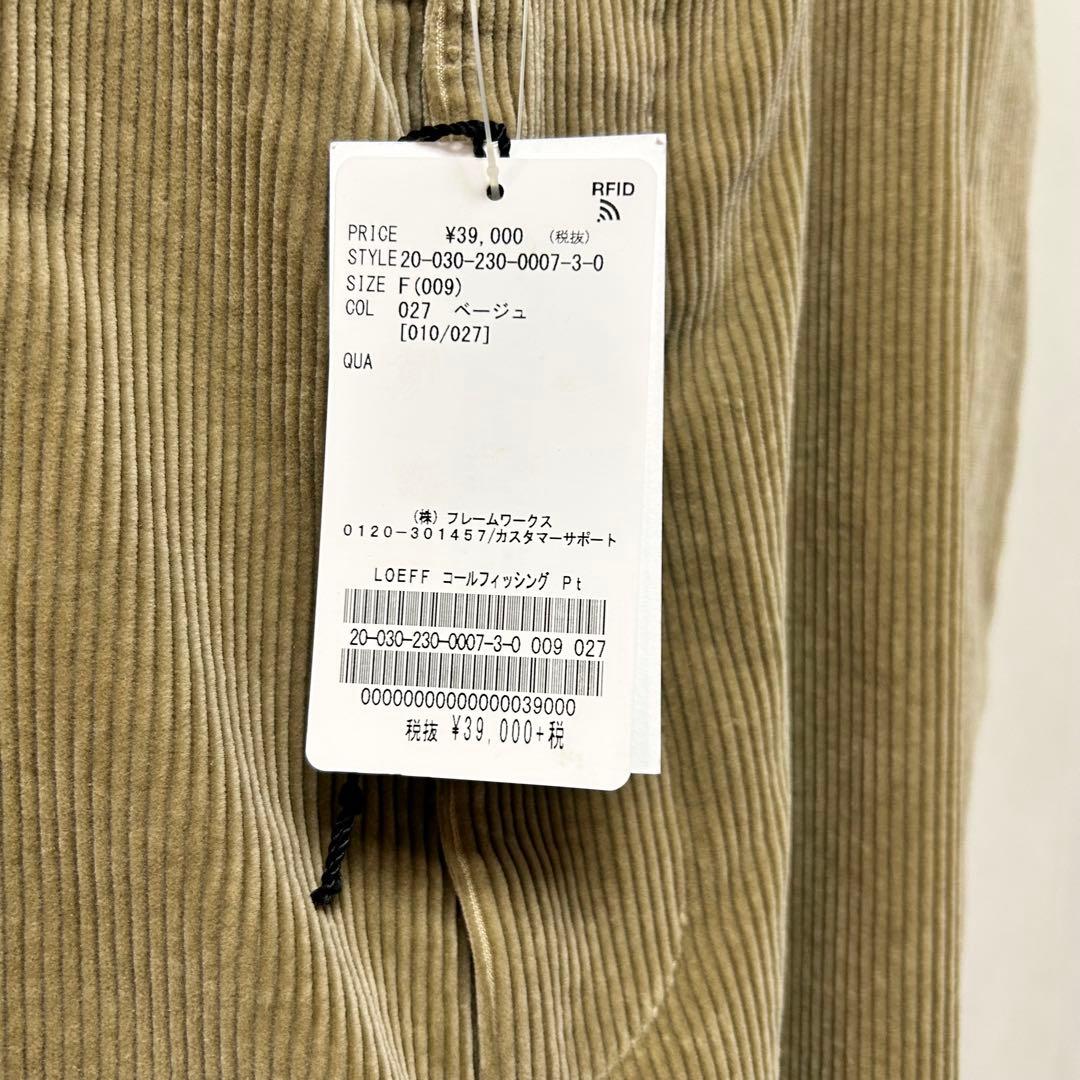 RFID
PRICE ¥39,000 (税抜)
STYLE 20-030-230-0007-3-0
SIZE F(009)
COL 027 ベージュ
[010/027]
QUA
(株) フレームワークス
0120-301457/カスタマーサポート
LOEFF コールフィッシング Pt
20-030-230-0007-3-0 009 027
00000000000000039000
税抜 ¥39,000+税